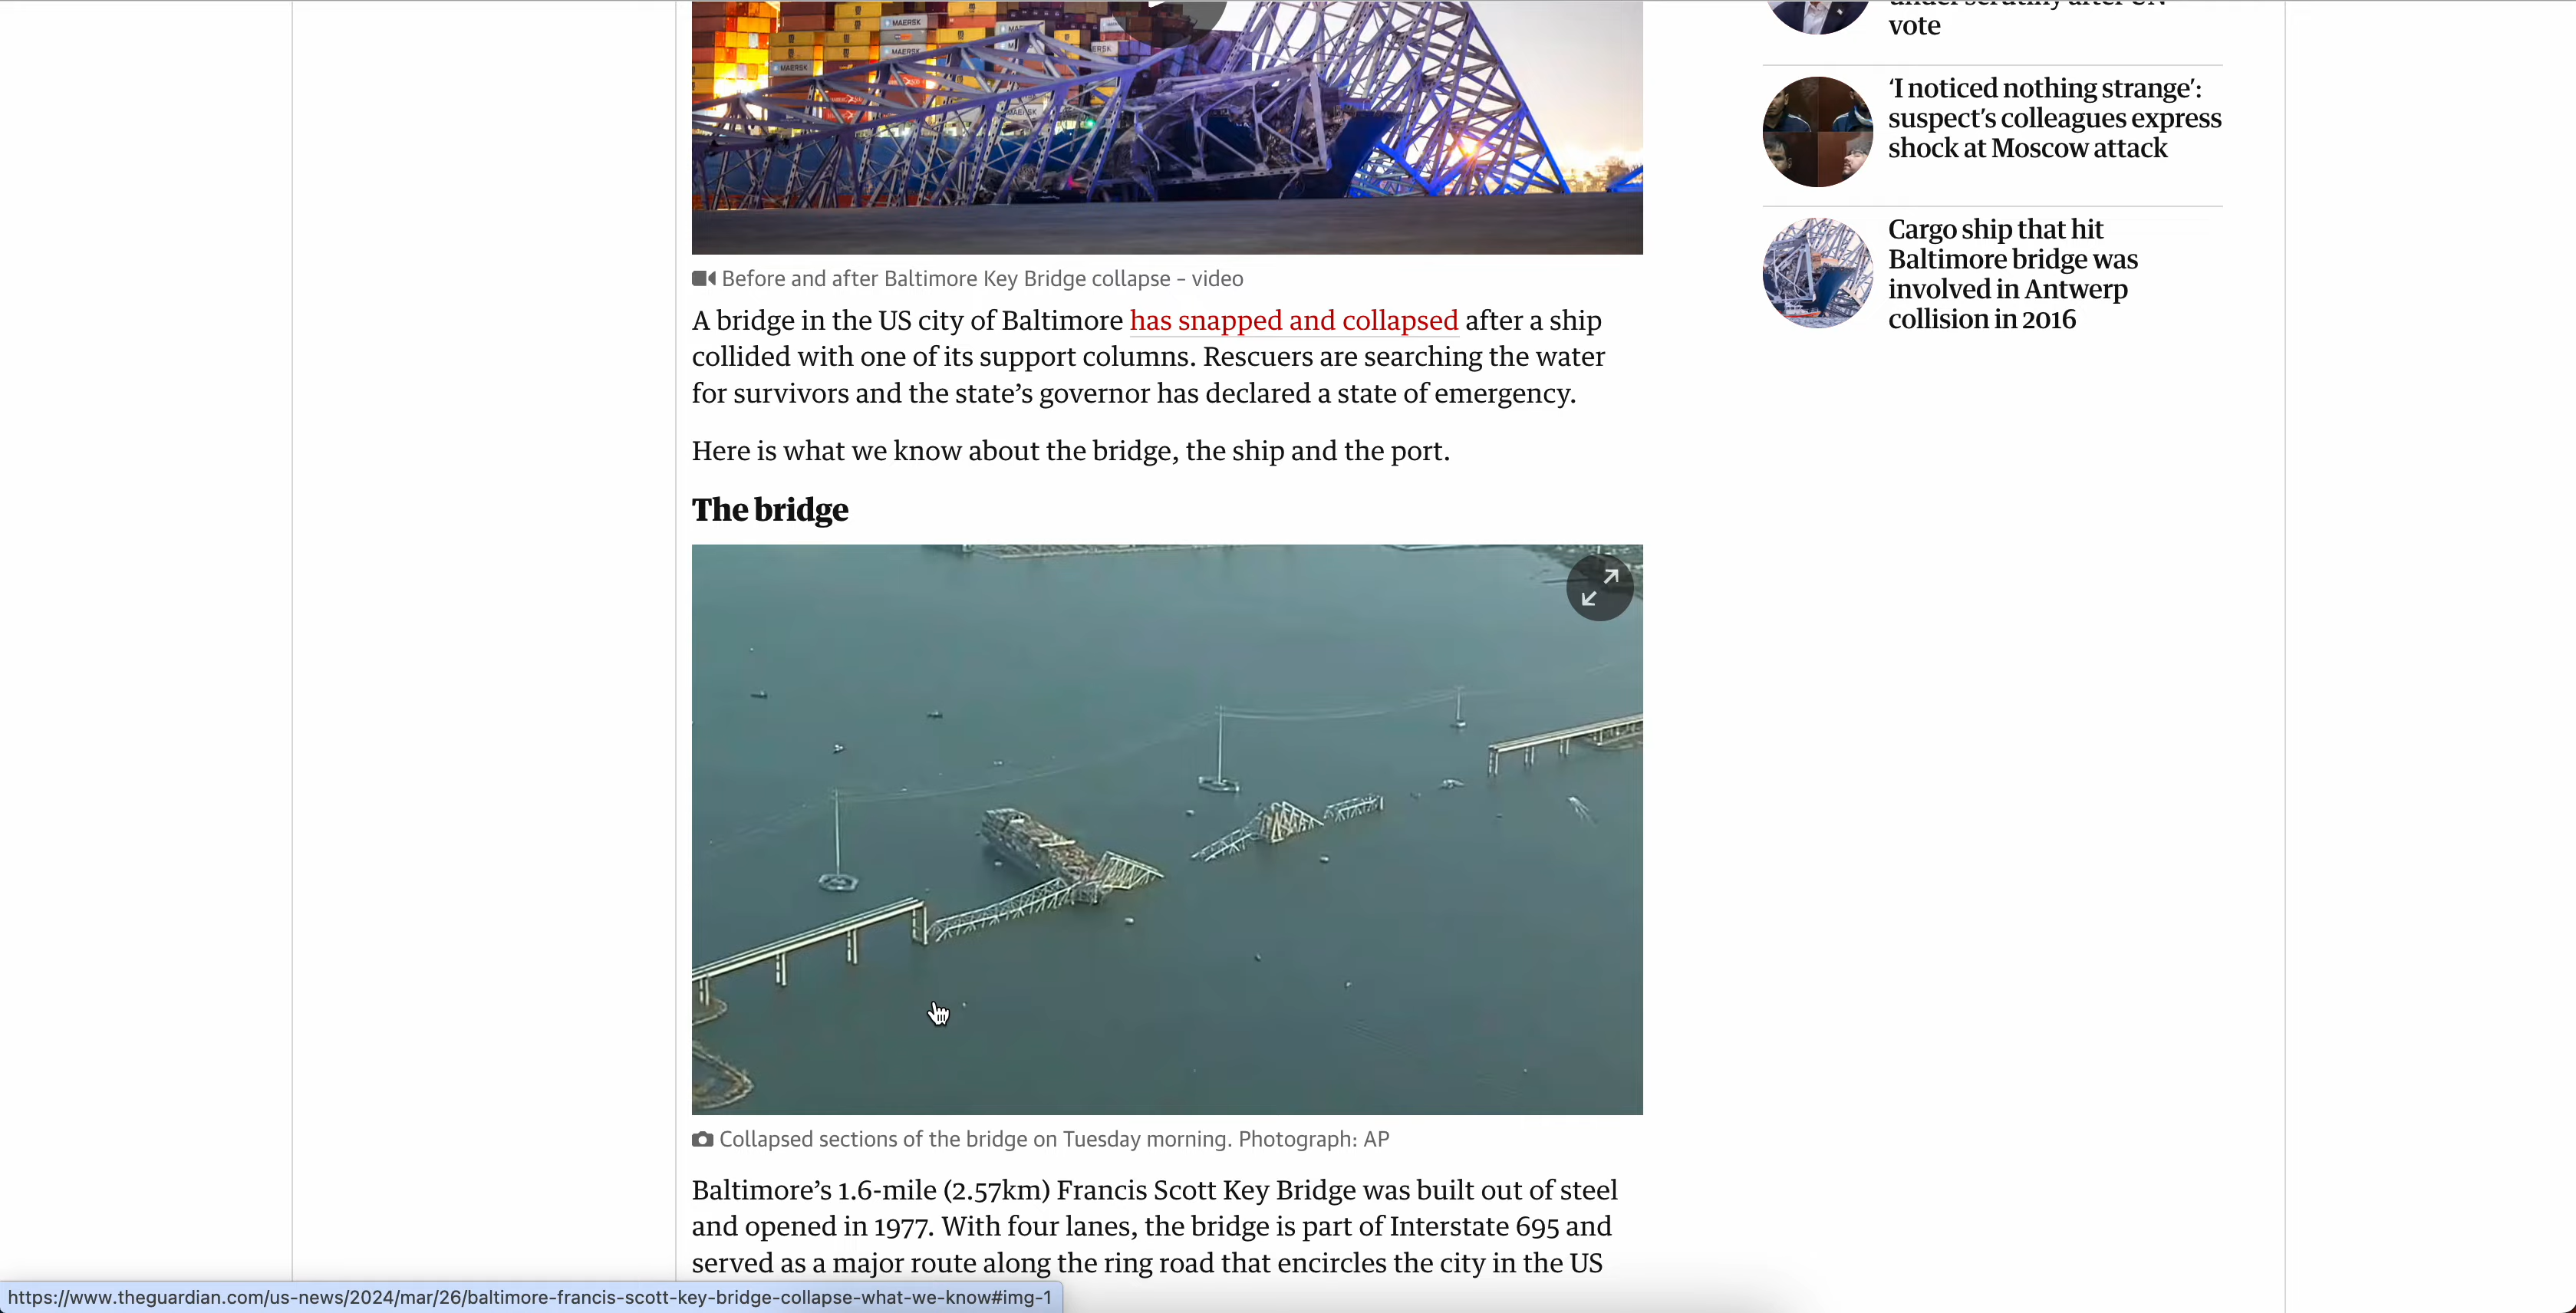 MAERSK
MAERSK
MAERSK
Before and after Baltimore Key Bridge collapse – video
A bridge in the US city of Baltimore has snapped and collapsed after a ship
collided with one of its support columns. Rescuers are searching the water
for survivors and the state’s governor has declared a state of emergency.
Here is what we know about the bridge, the ship and the port.
The bridge
Collapsed sections of the bridge on Tuesday morning. Photograph: AP
Baltimore’s 1.6-mile (2.57km) Francis Scott Key Bridge was built out of steel
and opened in 1977. With four lanes, the bridge is part of Interstate 695 and
served as a major route along the ring road that encircles the city in the US
vote
‘I noticed nothing strange’:
suspect’s colleagues express
shock at Moscow attack
Cargo ship that hit
Baltimore bridge was
involved in Antwerp
collision in 2016
https://www.theguardian.com/us-news/2024/mar/26/baltimore-francis-scott-key-bridge-collapse-what-we-know#img-1